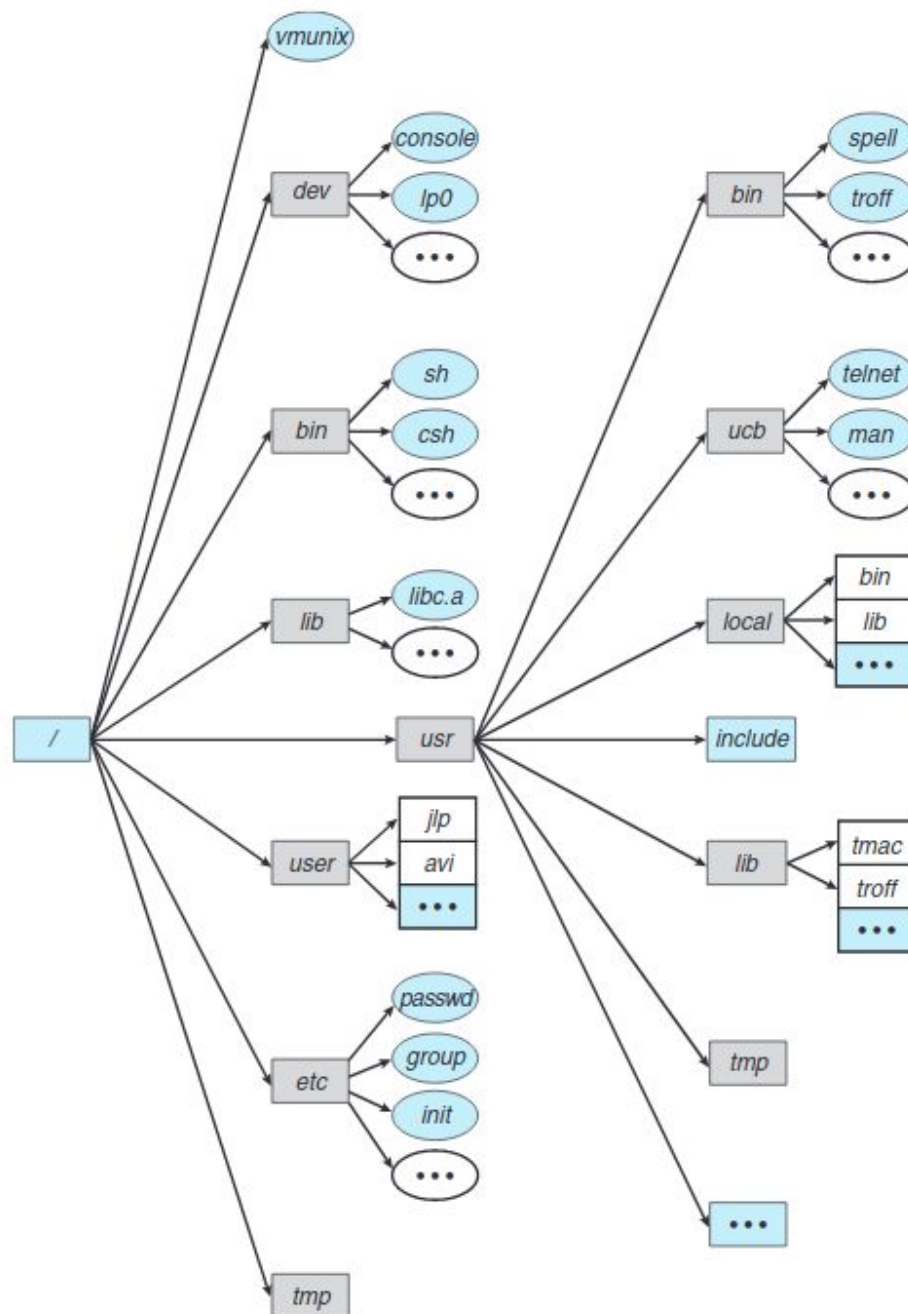 vmunix
dev
console
lp0
•••
bin
sh
csh
•••
lib
libc.a
•••
/
usr
user
jlp
avi
•••
etc
passwd
group
init
•••
tmp
bin
spell
troff
•••
ucb
telnet
man
•••
local
bin
lib
•••
include
lib
tmac
troff
•••
tmp
•••